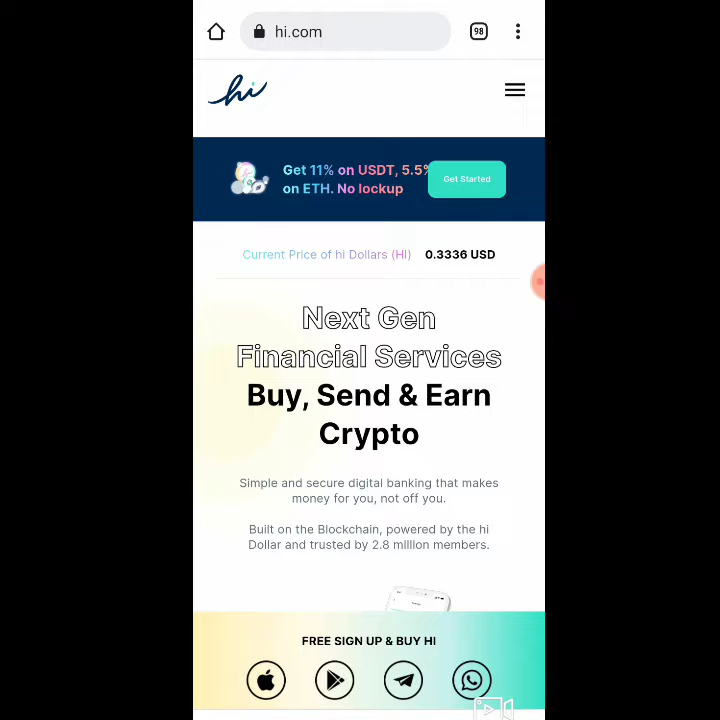 hi.com
98
hi
Get 11% on USDT, 5.5%
on ETH. No lockup
Get Started
Current Price of hi Dollars (HI) 0.3336 USD
Next Gen
Financial Services
Buy, Send & Earn
Crypto
Simple and secure digital banking that makes
money for you, not off you.
Built on the Blockchain, powered by the hi
Dollar and trusted by 2.8 million members.
FREE SIGN UP & BUY HI